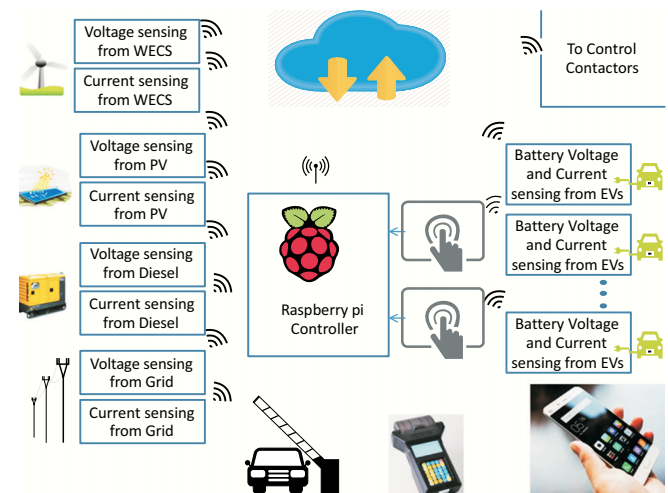 Voltage sensing
from WECS
Current sensing
from WECS
Voltage sensing
from PV
Current sensing
from PV
Voltage sensing
from Diesel
Current sensing
from Diesel
Voltage sensing
from Grid
Current sensing
from Grid
Raspberry pi
Controller
To Control
Contactors
Battery Voltage
and Current
sensing from EVs
Battery Voltage
and Current
sensing from EVs
Battery Voltage
and Current
sensing from EVs